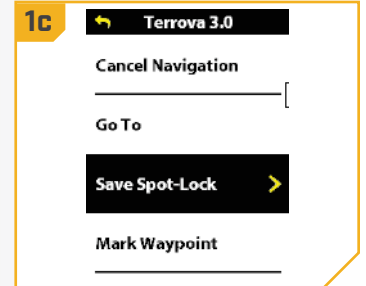 1c
Terrova 3.0
Cancel Navigation
Go To
Save Spot-Lock
Mark Waypoint